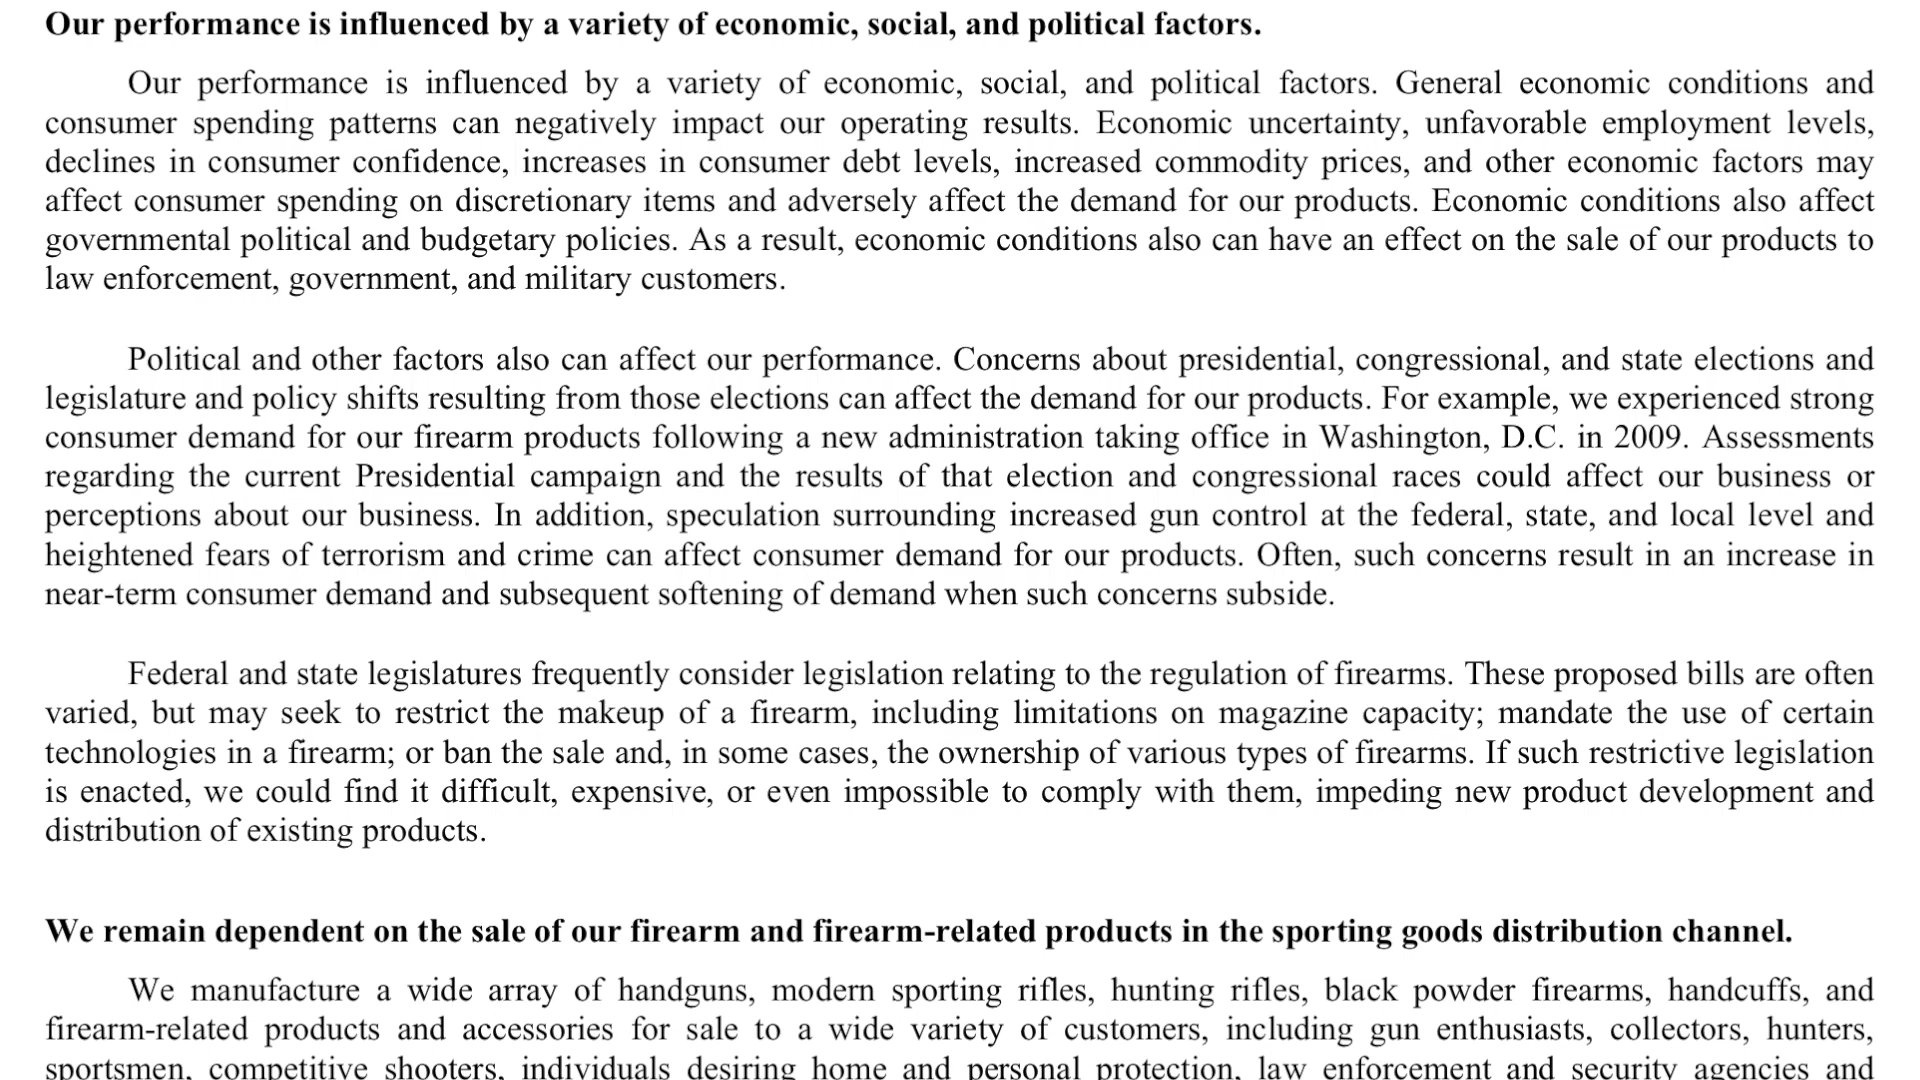 Our performance is influenced by a variety of economic, social, and political factors.
Our performance is influenced by a variety of economic, social, and political factors. General economic conditions and
consumer spending patterns can negatively impact our operating results. Economic uncertainty, unfavorable employment levels,
declines in consumer confidence, increases in consumer debt levels, increased commodity prices, and other economic factors may
affect consumer spending on discretionary items and adversely affect the demand for our products. Economic conditions also affect
governmental political and budgetary policies. As a result, economic conditions also can have an effect on the sale of our products to
law enforcement, government, and military customers.
Political and other factors also can affect our performance. Concerns about presidential, congressional, and state elections and
legislature and policy shifts resulting from those elections can affect the demand for our products. For example, we experienced strong
consumer demand for our firearm products following a new administration taking office in Washington, D.C. in 2009. Assessments
regarding the current Presidential campaign and the results of that election and congressional races could affect our business or
perceptions about our business. In addition, speculation surrounding increased gun control at the federal, state, and local level and
heightened fears of terrorism and crime can affect consumer demand for our products. Often, such concerns result in an increase in
near-term consumer demand and subsequent softening of demand when such concerns subside.
Federal and state legislatures frequently consider legislation relating to the regulation of firearms. These proposed bills are often
varied, but may seek to restrict the makeup of a firearm, including limitations on magazine capacity; mandate the use of certain
technologies in a firearm; or ban the sale and, in some cases, the ownership of various types of firearms. If such restrictive legislation
is enacted, we could find it difficult, expensive, or even impossible to comply with them, impeding new product development and
distribution of existing products.
We remain dependent on the sale of our firearm and firearm-related products in the sporting goods distribution channel.
We manufacture a wide array of handguns, modern sporting rifles, hunting rifles, black powder firearms, handcuffs, and
firearm-related products and accessories for sale to a wide variety of customers, including gun enthusiasts, collectors, hunters,
sportsmen, competitive shooters, individuals desiring home and personal protection, law enforcement and security agencies and